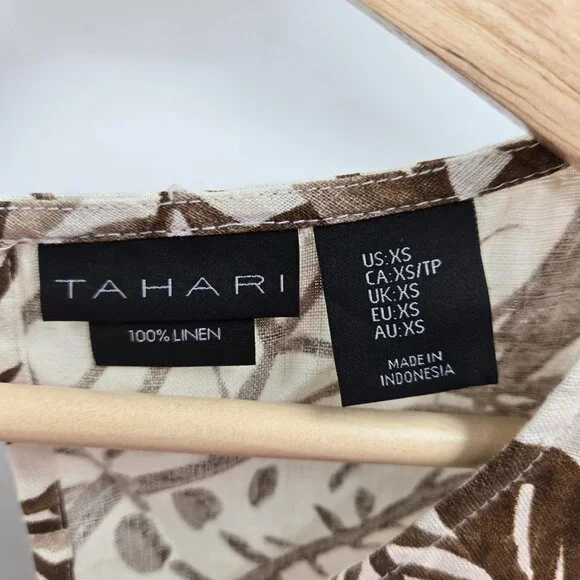 TAHARI
100% LINEN
US:XS
CA:XS/TP
UK:XS
EU:XS
AU:XS
MADE IN
INDONESIA